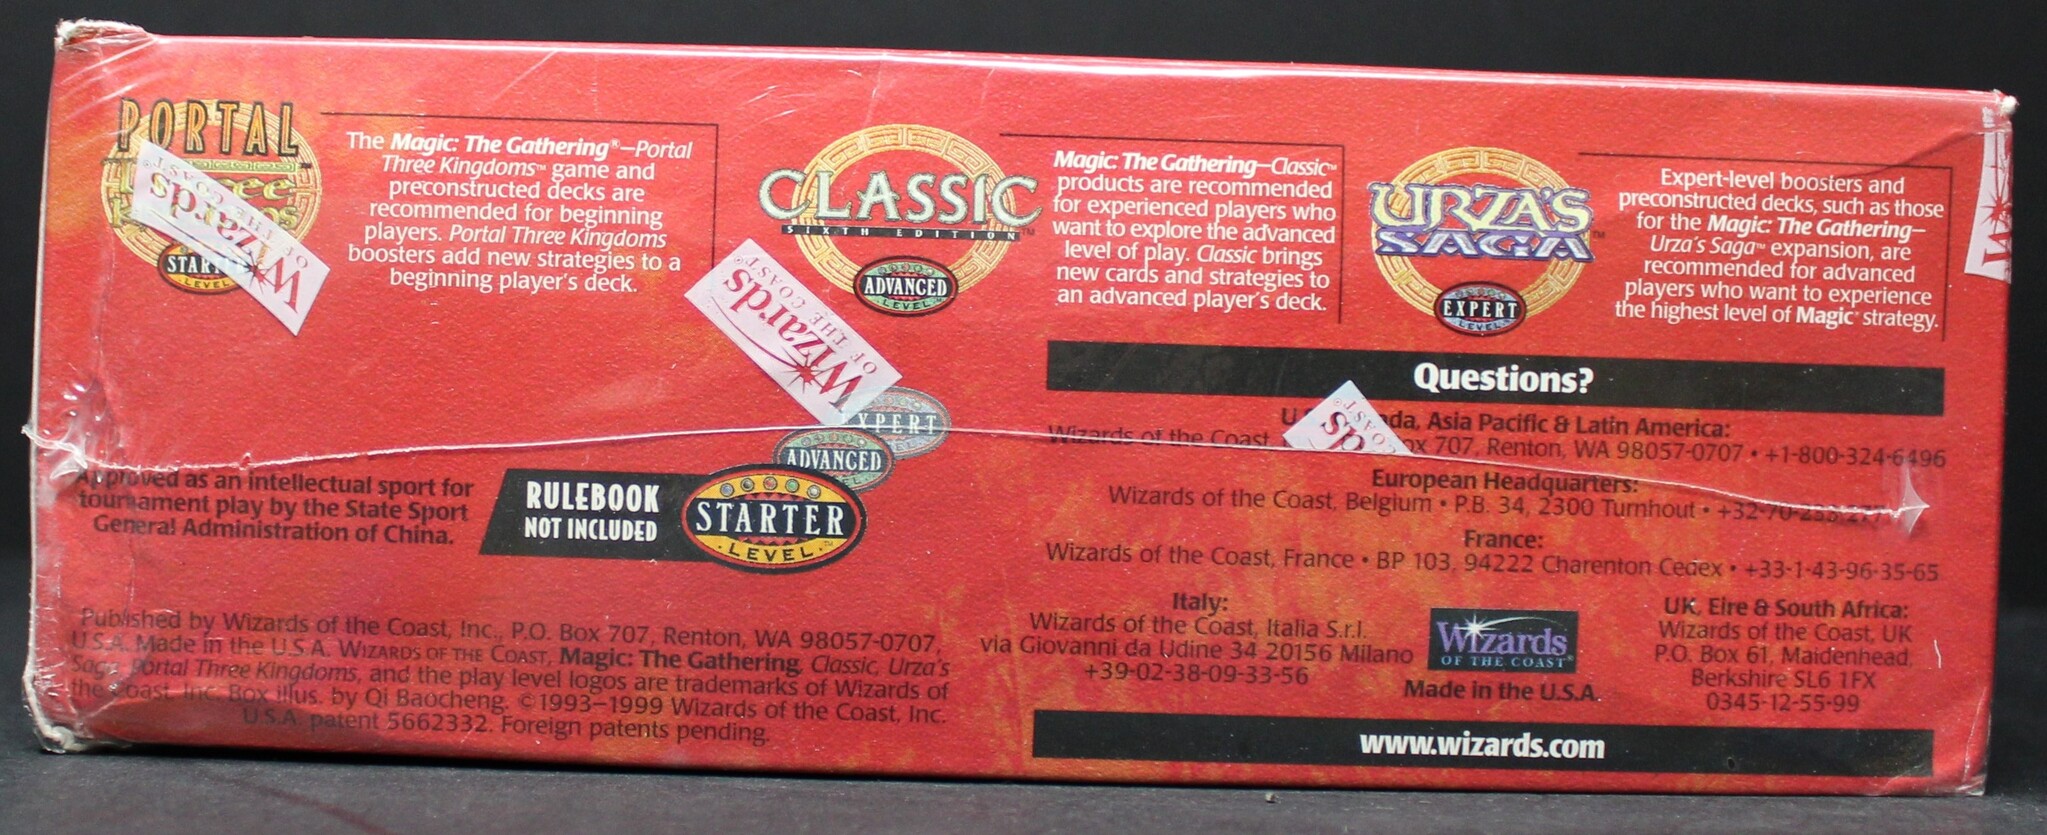 PORTAL
STARTER
LEVEL
The Magic: The Gathering®—Portal
Three Kingdoms™ game and
preconstructed decks are
recommended for beginning
players. Portal Three Kingdoms
boosters add new strategies to a
beginning player's deck.
CLASSIC™
SIXTH EDITION
ADVANCED
LEVEL
Magic: The Gathering—Classic™
products are recommended
for experienced players who
want to explore the advanced
level of play. Classic brings
new cards and strategies to
an advanced player's deck.
URZA'S™
SAGA
EXPERT
LEVEL
Expert-level boosters and
preconstructed decks, such as those
for the Magic: The Gathering—
Urza's Saga™ expansion, are
recommended for advanced
players who want to experience
the highest level of Magic® strategy.
Wizards
OF THE COAST®
Wizards
OF THE COAST®
Questions?
Asia Pacific & Latin America:
Wizards of the Coast, 707, Renton, WA 98057-0707 • +1-800-324-6496
European Headquarters:
Wizards of the Coast, Belgium • P.B. 34, 2300 Turnhout • +32-70-233-277
France:
Wizards of the Coast, France • BP 103, 94222 Charenton Cedex • +33-1-43-96-35-65
Italy:
Wizards of the Coast, Italia S.r.l.
via Giovanni da Udine 34 20156 Milano
+39-02-38-09-33-56
Wizards
OF THE COAST®
Made in the U.S.A.
UK, Eire & South Africa:
Wizards of the Coast, UK
P.O. Box 61, Maidenhead,
Berkshire SL6 1FX
0345-12-55-99
www.wizards.com
EXPERT
ADVANCED
STARTER
LEVEL™
RULEBOOK
NOT INCLUDED
Approved as an intellectual sport for
tournament play by the State Sport
General Administration of China.
Published by Wizards of the Coast, Inc., P.O. Box 707, Renton, WA 98057-0707,
U.S.A. Made in the U.S.A. WIZARDS OF THE COAST, Magic: The Gathering, Classic, Urza's
Saga, Portal Three Kingdoms, and the play level logos are trademarks of Wizards of
the Coast, Inc. Box illus. by Qi Baocheng. ©1993–1999 Wizards of the Coast, Inc.
U.S.A. patent 5662332. Foreign patents pending.